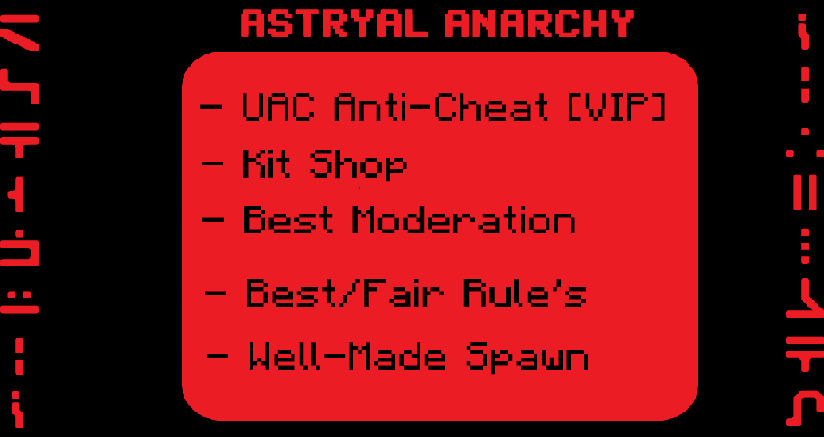 ASTRYAL ANARCHY
- UAC Anti-Cheat [VIP]
- Kit Shop
- Best Moderation
- Best/Fair Rule's
- Well-Made Spawn